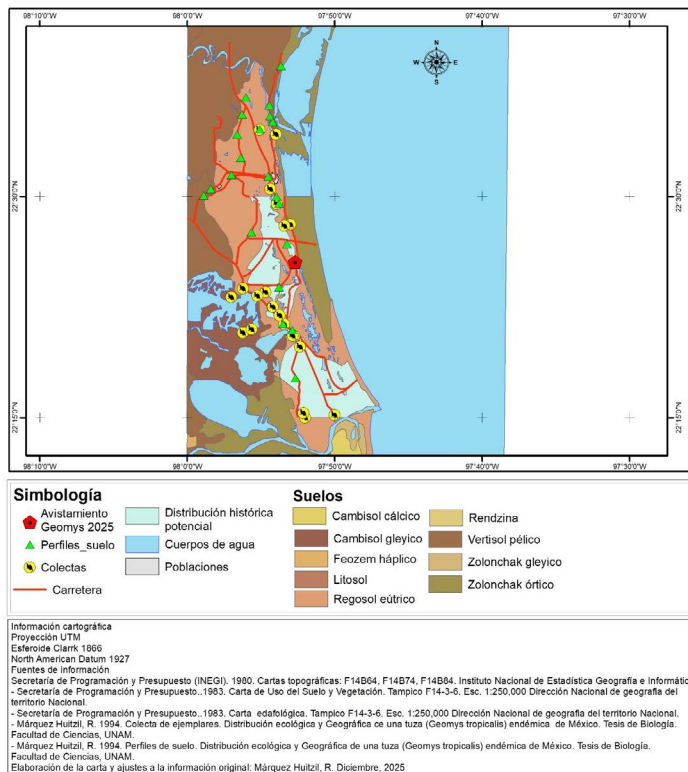 98°10'0"W 98°0'0"W 97°50'0"W 97°40'0"W 97°30'0"W
N
W E
S
22°30'0"N 22°30'0"N
22°15'0"N 22°15'0"N
98°10'0"W 98°0'0"W 97°50'0"W 97°40'0"W 97°30'0"W
Simbología
Avistamiento
Geomys 2025
Perfiles_suelo
Colectas
Carretera
Distribución histórica
potencial
Cuerpos de agua
Poblaciones
Suelos
Cambisol cálcico
Cambisol gleyico
Feozem háplico
Litosol
Regosol eútrico
Rendzina
Vertisol pélico
Zolonchak gleyico
Zolonchak órtico
Información cartográfica
Proyección UTM
Esferoide Clarrk 1866
North American Datum 1927
Fuentes de información
Secretaría de Programación y Presupuesto (INEGI). 1980. Cartas topográficas: F14B64, F14B74, F14B84. Instituto Nacional de Estadística Geografía e Informátic
- Secretaría de Programación y Presupuesto..1983. Carta de Uso del Suelo y Vegetación. Tampico F14-3-6. Esc. 1:250,000 Dirección Nacional de geografia del
territorio Nacional.
- Secretaría de Programación y Presupuesto..1983. Carta edafológica. Tampico F14-3-6. Esc. 1:250,000 Dirección Nacional de geografia del territorio Nacional.
- Márquez Huitzil, R. 1994. Colecta de ejemplares. Distribución ecológica y Geográfica ce una tuza (Geomys tropicalis) endémica de México. Tesis de Biología.
Facultad de Ciencias, UNAM.
- Márquez Huitzil, R. 1994. Perfiles de suelo. Distribución ecológica y Geográfica de una tuza (Geomys tropicalis) endémica de México. Tesis de Biología.
Facultad de Ciencias, UNAM.
Elaboración de la carta y ajustes a la información original: Márquez Huitzil, R. Diciembre, 2025